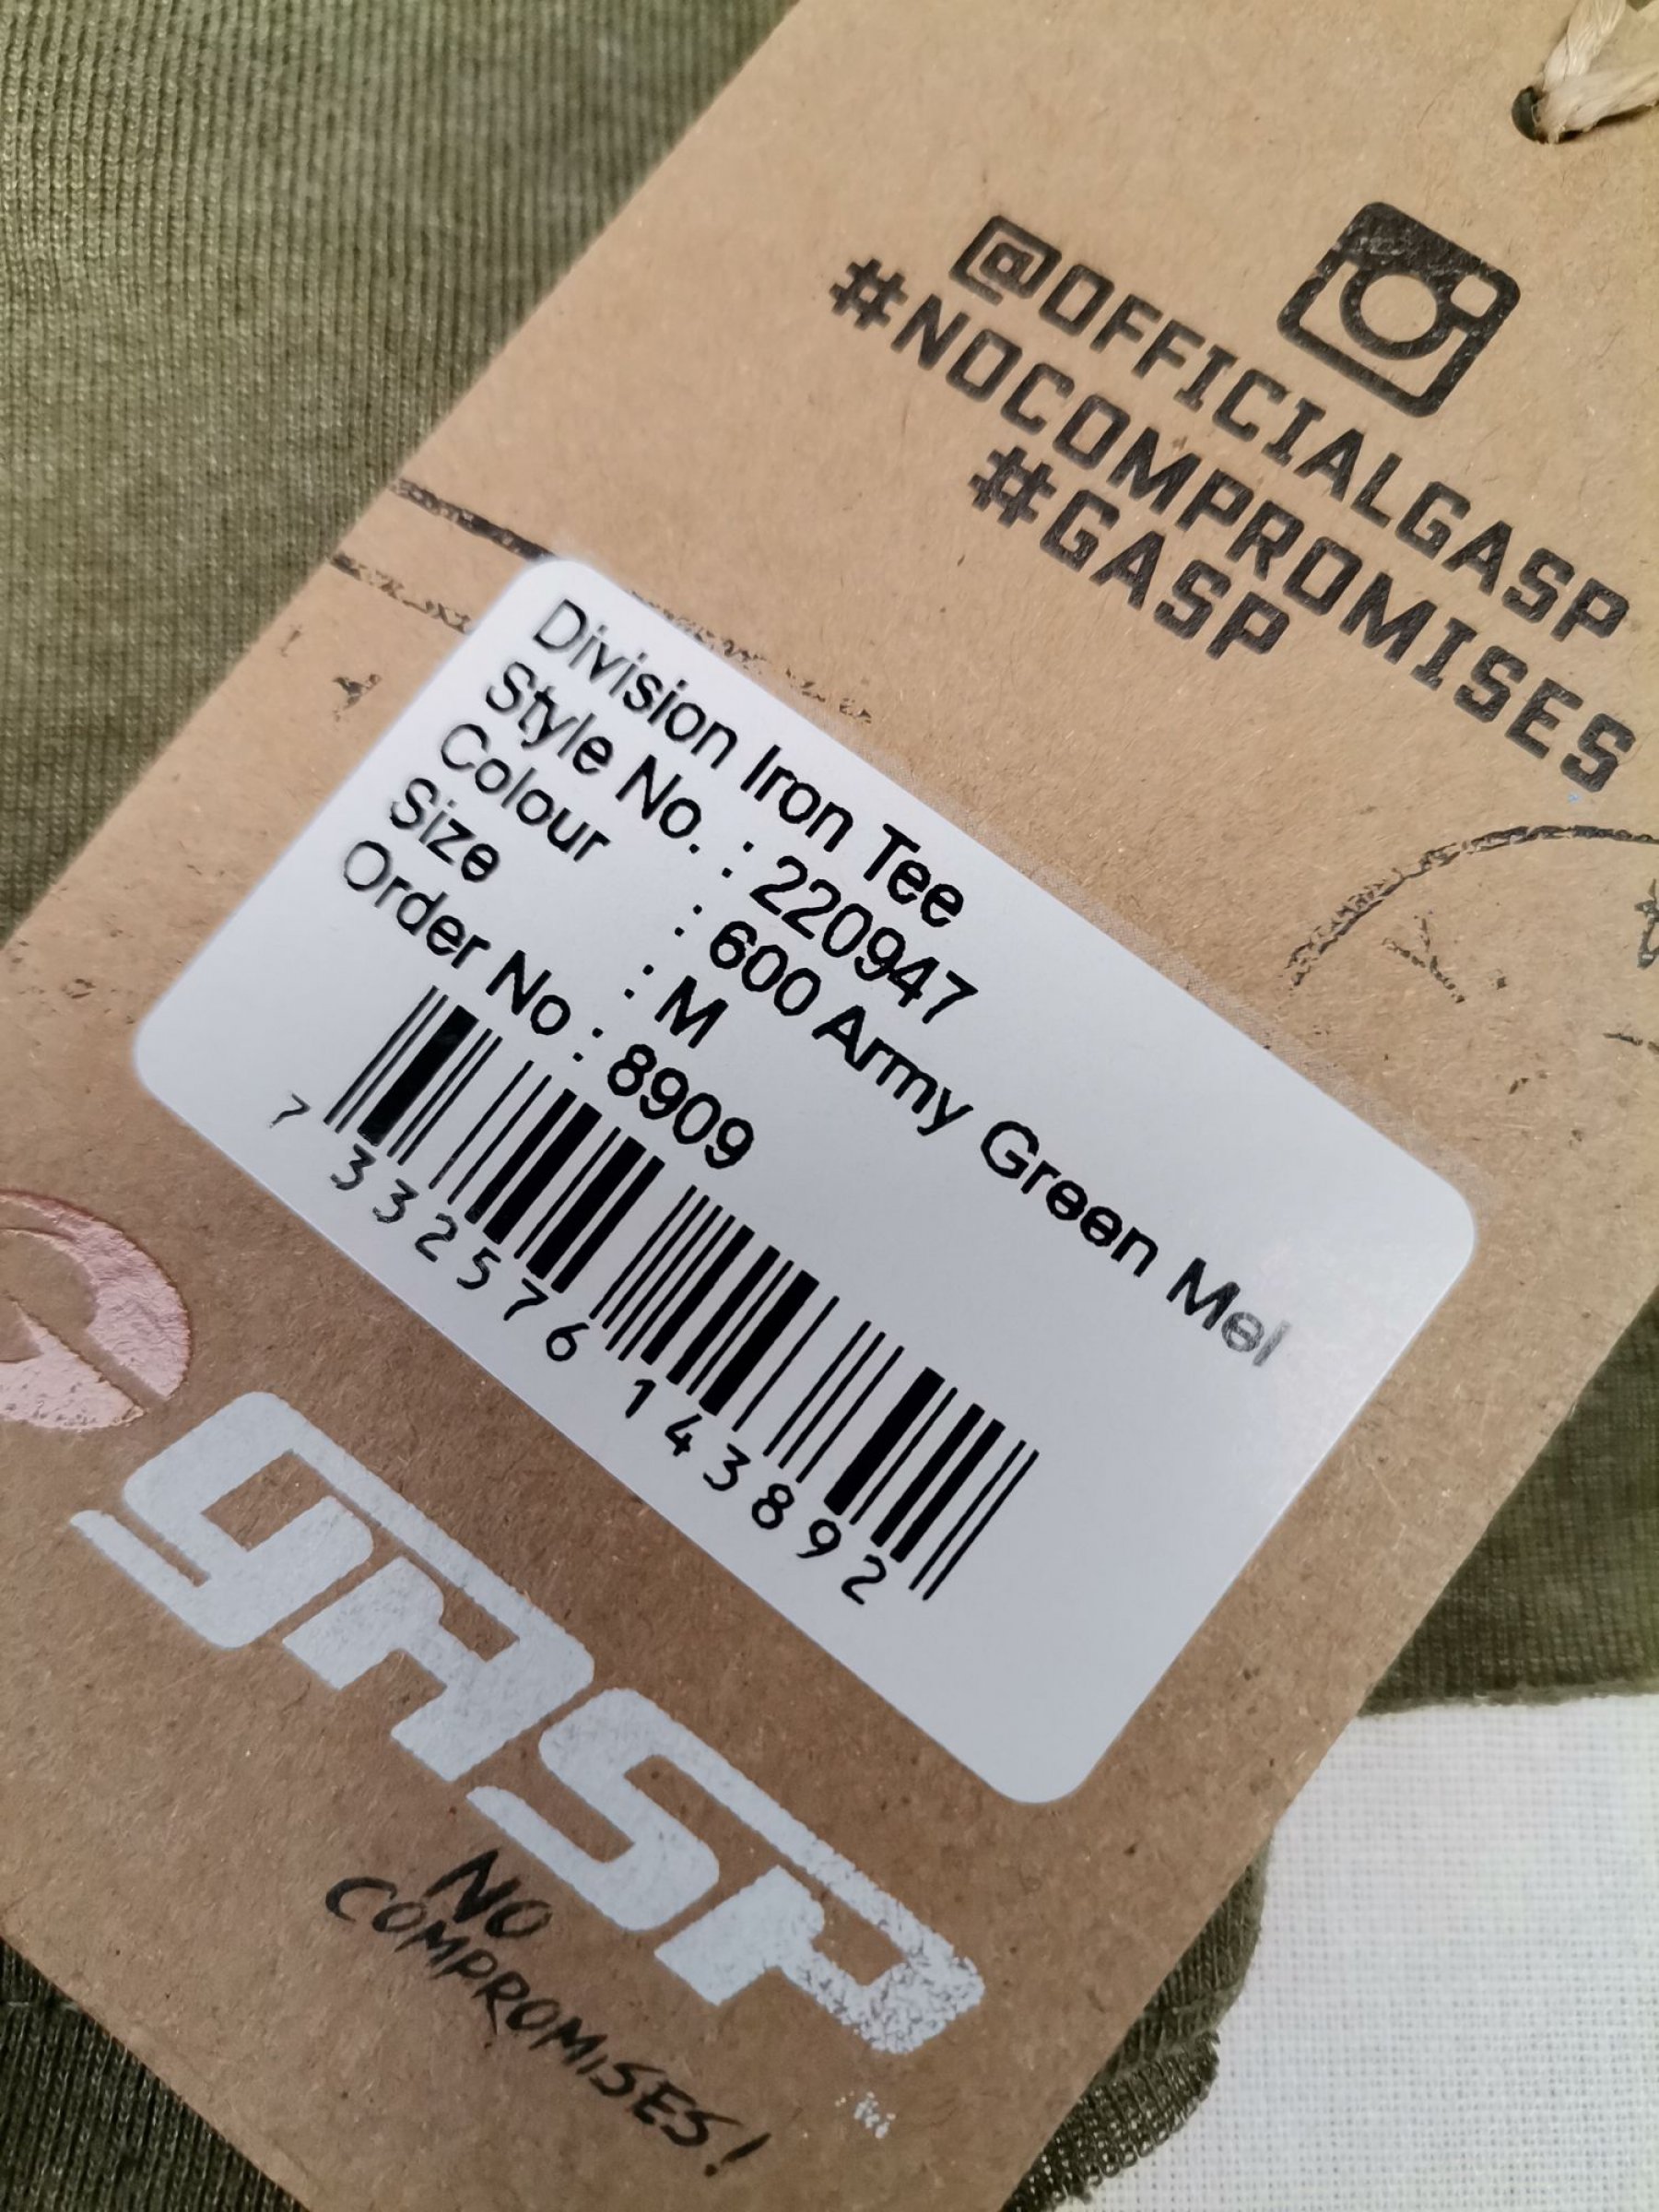 @OFFICIALGASP
#NOCOMPROMISES
#GASP
Division Iron Tee
Style No. : 220947
Colour : 600 Army Green Mel
Size : M
Order No : 8909
7 332576 143892
GASP
NO
COMPROMISES!